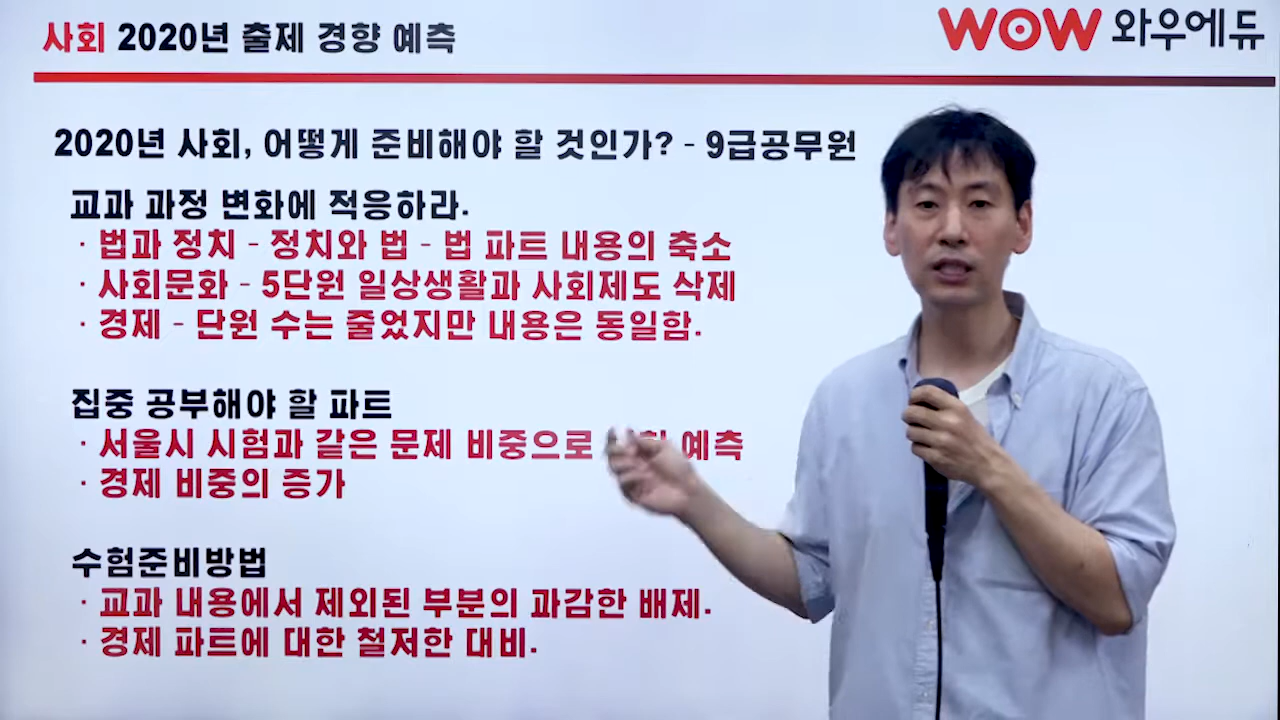 사회 2020년 출제 경향 예측
WOW 와우에듀
2020년 사회, 어떻게 준비해야 할 것인가? - 9급공무원
교과 과정 변화에 적응하라.
· 법과 정치 - 정치와 법 - 법 파트 내용의 축소
· 사회문화 - 5단원 일상생활과 사회제도 삭제
· 경제 - 단원 수는 줄었지만 내용은 동일함.
집중 공부해야 할 파트
· 서울시 시험과 같은 문제 비중으로 예측
· 경제 비중의 증가
수험준비방법
· 교과 내용에서 제외된 부분의 과감한 배제.
· 경제 파트에 대한 철저한 대비.